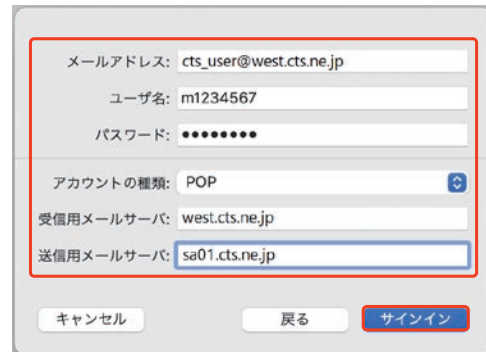 メールアドレス: cts_user@west.cts.ne.jp
ユーザ名: m1234567
パスワード: ●●●●●●●●
アカウントの種類: POP
受信用メールサーバ: west.cts.ne.jp
送信用メールサーバ: sa01.cts.ne.jp
キャンセル 戻る サインイン